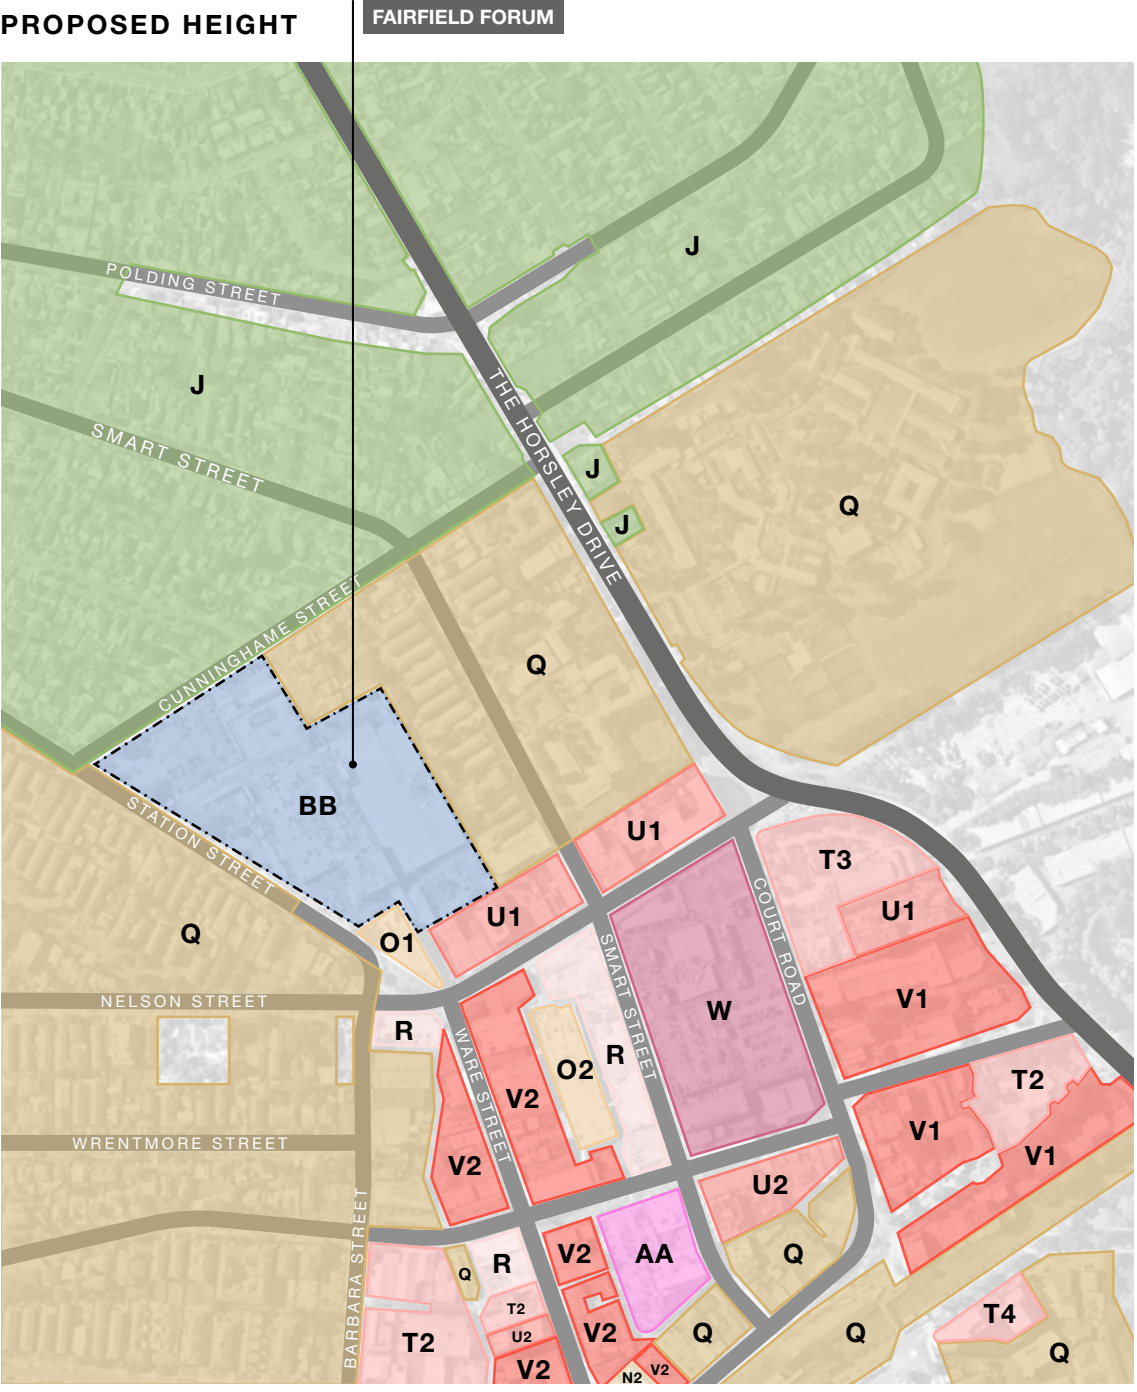 PROPOSED HEIGHT
FAIRFIELD FORUM
J
POLDING STREET
J
THE HORSLEY DRIVE
SMART STREET
J
Q
J
CUNNINGHAME STREET
Q
BB
STATION STREET
U1
T3
COURT ROAD
U1
U1
O1
Q
SMART STREET
V1
NELSON STREET
W
R
WARE STREET
R
O2
T2
V2
V1
WRENTMORE STREET
V1
V2
U2
BARBARA STREET
V2
AA
Q
R
Q
T2
T4
U2
V2
Q
Q
T2
Q
V2
V2
N2